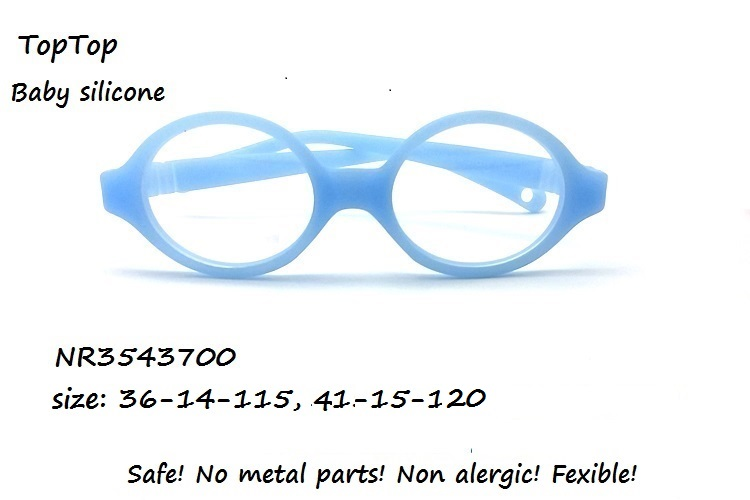 TopTop
Baby silicone
NR3543700
size: 36-14-115, 41-15-120
Safe! No metal parts! Non alergic! Fexible!